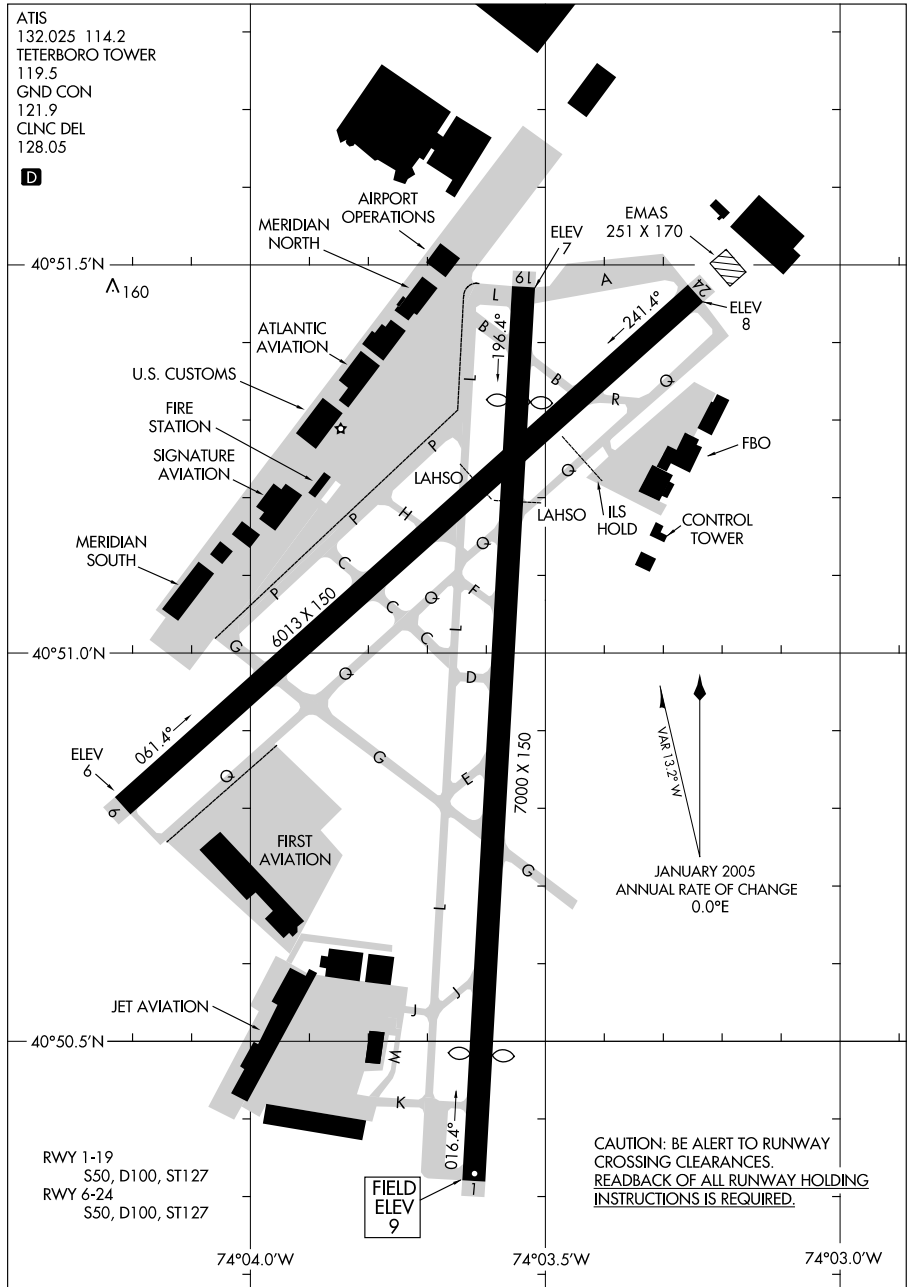 ATIS
132.025 114.2
TETERBORO TOWER
119.5
GND CON
121.9
CLNC DEL
128.05
D
AIRPORT
OPERATIONS
MERIDIAN
NORTH
EMAS
251 X 170
ELEV
7
40°51.5'N
160
19
L
A
24
ELEV
8
B
196.4°
241.4°
ATLANTIC
AVIATION
U.S. CUSTOMS
L
B
R
Q
FIRE
STATION
SIGNATURE
AVIATION
P
FBO
LAHSO
Q
LAHSO
ILS
HOLD
CONTROL
TOWER
P
H
Q
MERIDIAN
SOUTH
C
P
C
Q
F
6013 X 150
L
C
G
40°51.0'N
Q
D
061.4°
VAR 13.2° W
ELEV
6
G
Q
E
7000 X 150
6
FIRST
AVIATION
G
JANUARY 2005
ANNUAL RATE OF CHANGE
0.0°E
L
J
JET AVIATION
J
40°50.5'N
M
K
016.4°
RWY 1-19
S50, D100, ST127
RWY 6-24
S50, D100, ST127
FIELD
ELEV
9
1
CAUTION: BE ALERT TO RUNWAY
CROSSING CLEARANCES.
READBACK OF ALL RUNWAY HOLDING
INSTRUCTIONS IS REQUIRED.
74°04.0'W
74°03.5'W
74°03.0'W